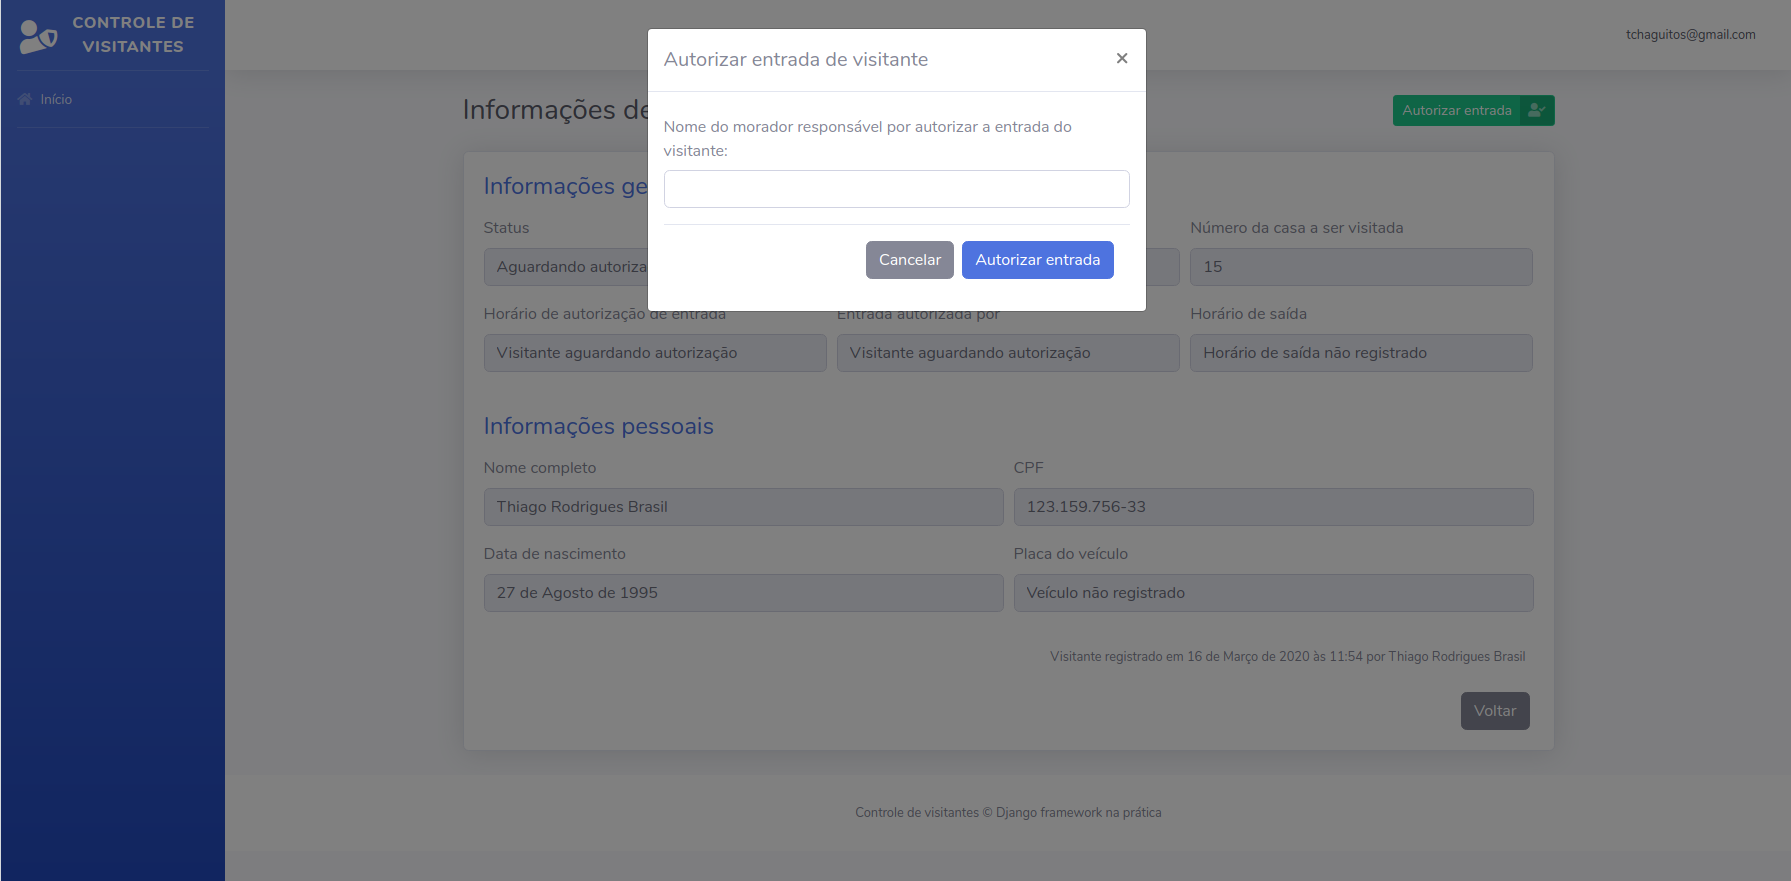 CONTROLE DE
VISITANTES
Início
tchaguitos@gmail.com
Autorizar entrada de visitante
×
Nome do morador responsável por autorizar a entrada do
visitante:
Cancelar
Autorizar entrada
Informações de
Autorizar entrada
Informações ge
Status
Número da casa a ser visitada
Aguardando autoriza
15
Horário de autorização de entrada
Entrada autorizada por
Horário de saída
Visitante aguardando autorização
Visitante aguardando autorização
Horário de saída não registrado
Informações pessoais
Nome completo
CPF
Thiago Rodrigues Brasil
123.159.756-33
Data de nascimento
Placa do veículo
27 de Agosto de 1995
Veículo não registrado
Visitante registrado em 16 de Março de 2020 às 11:54 por Thiago Rodrigues Brasil
Voltar
Controle de visitantes © Django framework na prática